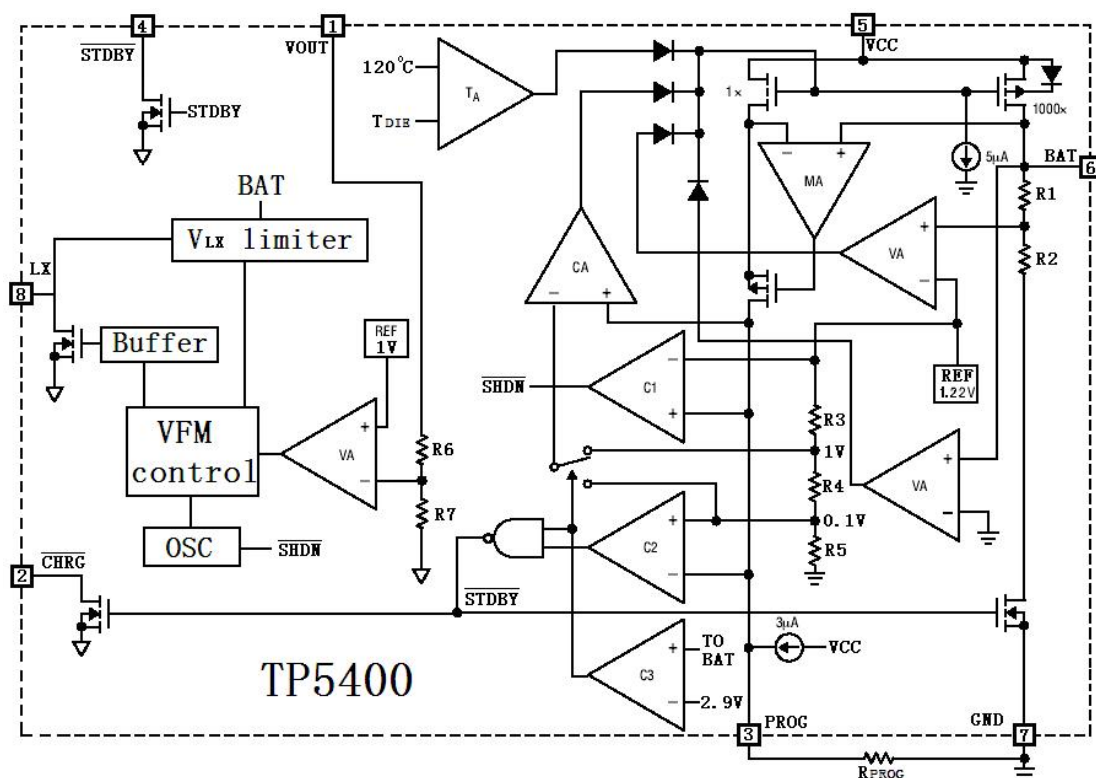 4
1
5
STDBY
VOUT
VCC
120°C
TA
TDIE
1×
1000×
STDBY
− +
MA
5μA
BAT
6
R1
BAT
VLX limiter
+
VA
−
R2
CA
− +
LX
8
Buffer
REF
1V
SHDN
−
C1
+
REF
1.22V
R3
VFM
control
VA
+
−
R6
1V
+
VA
−
R4
R7
+
C2
−
0.1V
R5
OSC
SHDN
CHRG
2
STDBY
3μA
VCC
TP5400
+
C3
−
TO
BAT
2.9V
PROG
3
GND
7
RPROG